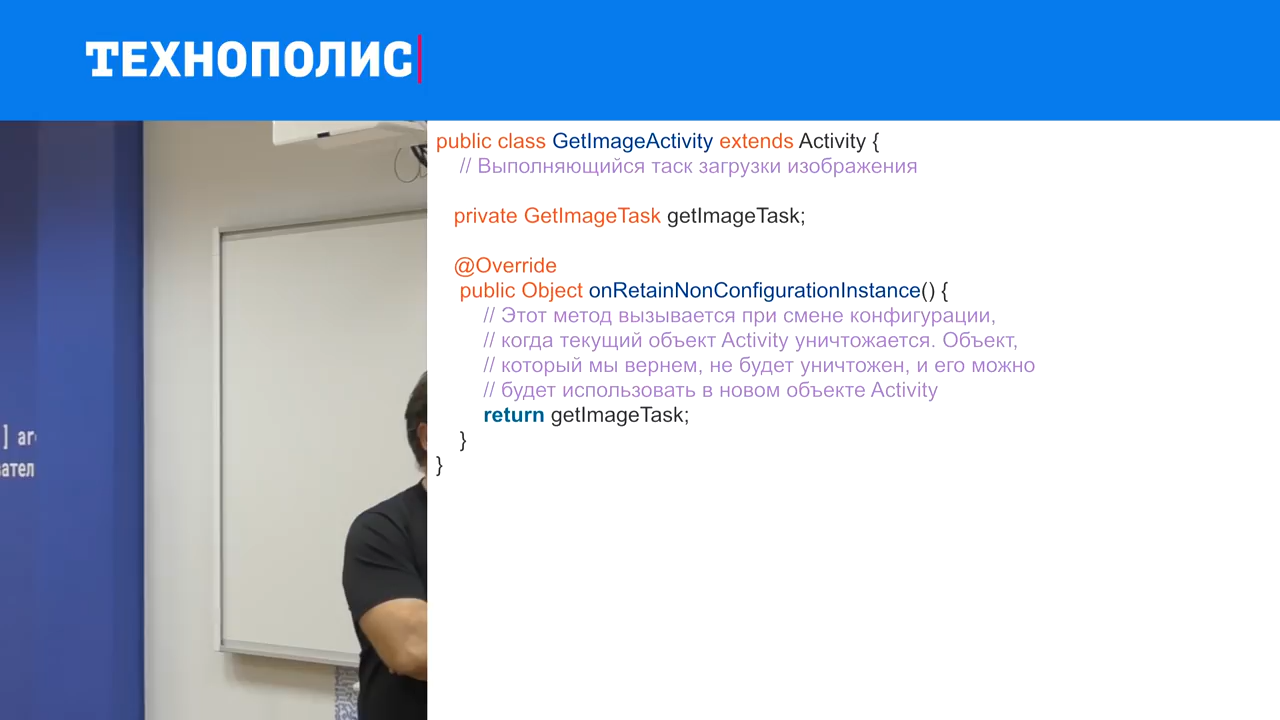 ТЕХНОПОЛИС
public class GetImageActivity extends Activity {
// Выполняющийся таск загрузки изображения
private GetImageTask getImageTask;
@Override
public Object onRetainNonConfigurationInstance() {
// Этот метод вызывается при смене конфигурации,
// когда текущий объект Activity уничтожается. Объект,
// который мы вернем, не будет уничтожен, и его можно
// будет использовать в новом объекте Activity
return getImageTask;
}
}